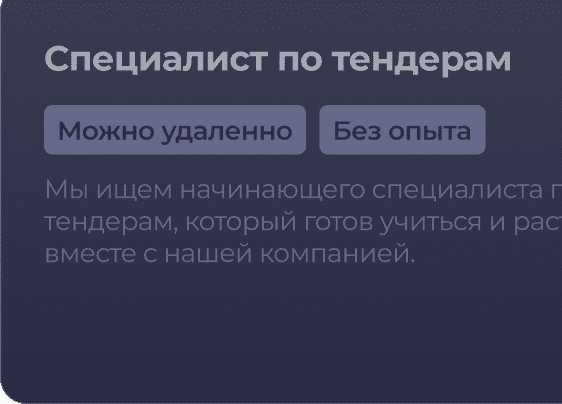 Специалист по тендерам
Можно удаленно Без опыта
Мы ищем начинающего специалиста
тендерам, который готов учиться и
вместе с нашей компанией.